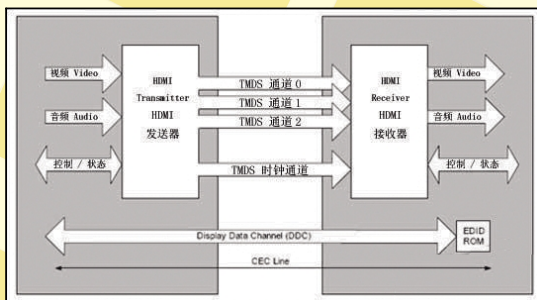 视频 Video
音频 Audio
控制 / 状态
HDMI
Transmitter
HDMI
发送器
TMDS 通道 0
TMDS 通道 1
TMDS 通道 2
TMDS 时钟通道
HDMI
Receiver
HDMI
接收器
视频 Video
音频 Audio
控制 / 状态
Display Data Channel (DDC)
EDID
ROM
CEC Line